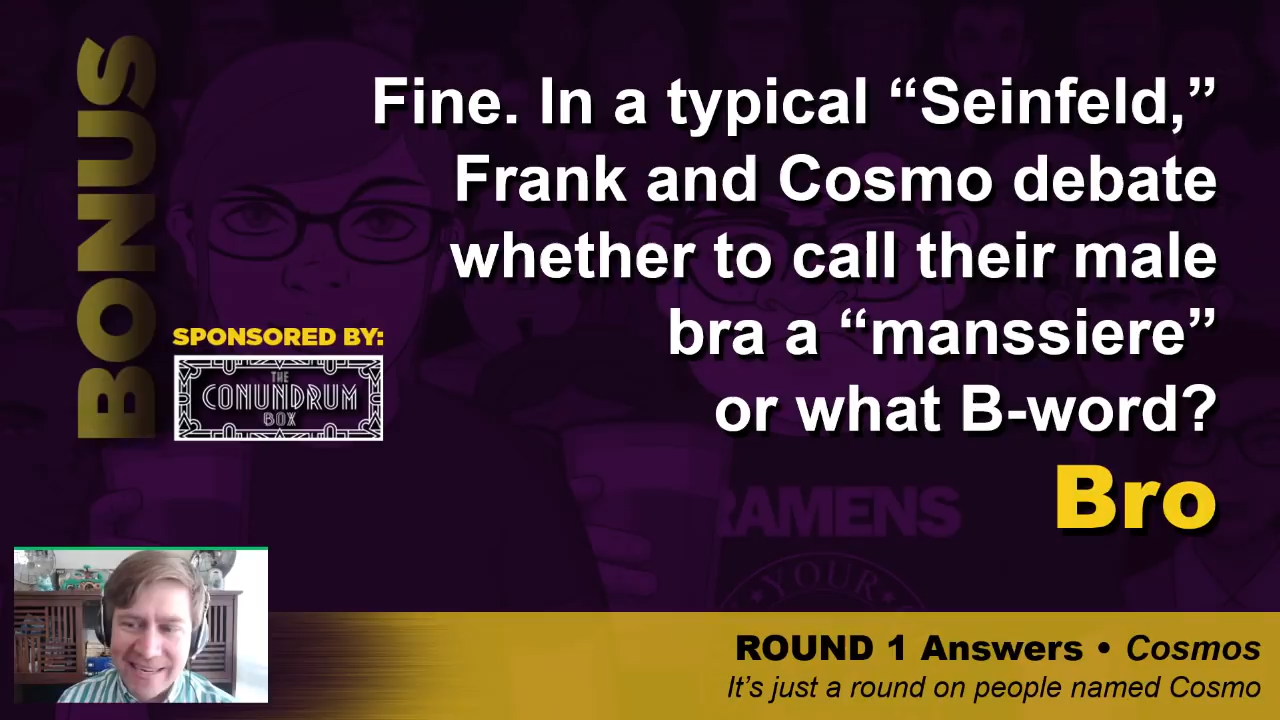 BONUS
Fine. In a typical “Seinfeld,”
Frank and Cosmo debate
whether to call their male
bra a “manssiere”
or what B-word?
Bro
SPONSORED BY:
THE
CONUNDRUM
BOX
RAMENS
YOUR
ROUND 1 Answers • Cosmos
It’s just a round on people named Cosmo